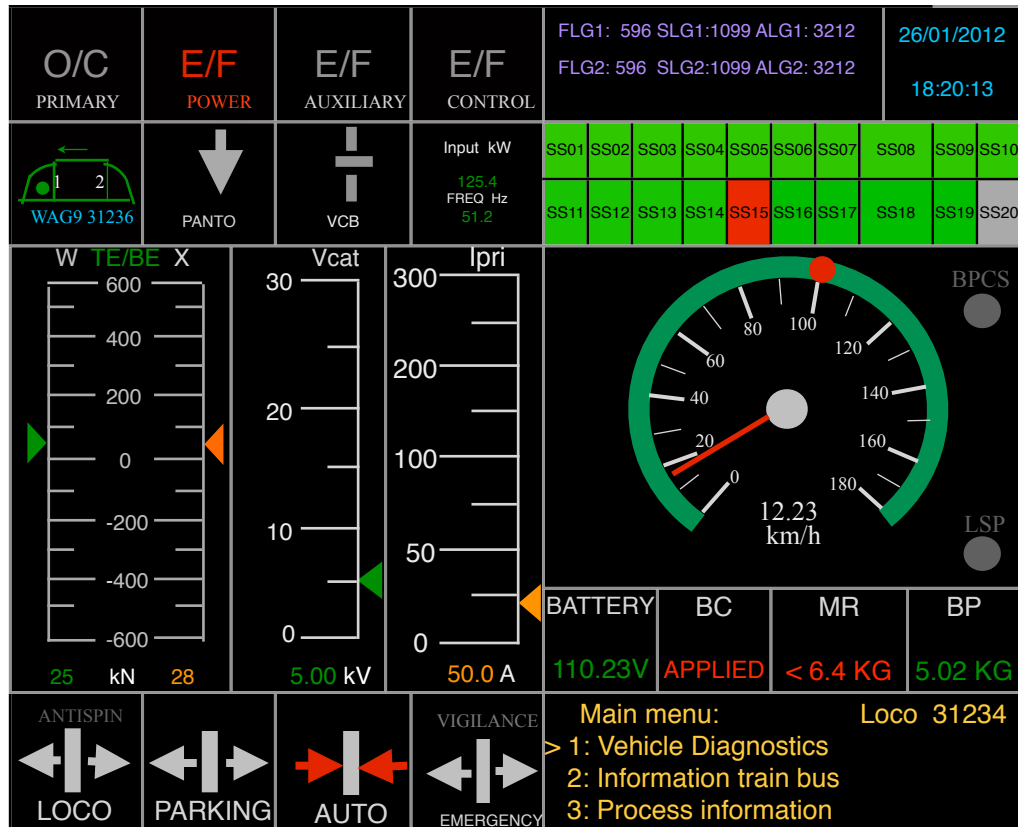 O/C
PRIMARY
E/F
POWER
E/F
AUXILIARY
E/F
CONTROL
FLG1: 596 SLG1:1099 ALG1: 3212
FLG2: 596 SLG2:1099 ALG2: 3212
26/01/2012
18:20:13
1 2
WAG9 31236
PANTO
VCB
Input kW
125.4
FREQ Hz
51.2
SS01 SS02 SS03 SS04 SS05 SS06 SS07 SS08 SS09 SS10
SS11 SS12 SS13 SS14 SS15 SS16 SS17 SS18 SS19 SS20
W TE/BE X
600
400
200
0
-200
-400
-600
25 kN 28
Vcat
30
20
10
0
5.00 kV
Ipri
300
200
100
50
0
50.0 A
0
20
40
60
80
100
120
140
160
180
12.23
km/h
BPCS
LSP
BATTERY
110.23V
BC
APPLIED
MR
< 6.4 KG
BP
5.02 KG
ANTISPIN
LOCO
PARKING
AUTO
VIGILANCE
EMERGENCY
Main menu: Loco 31234
> 1: Vehicle Diagnostics
2: Information train bus
3: Process information